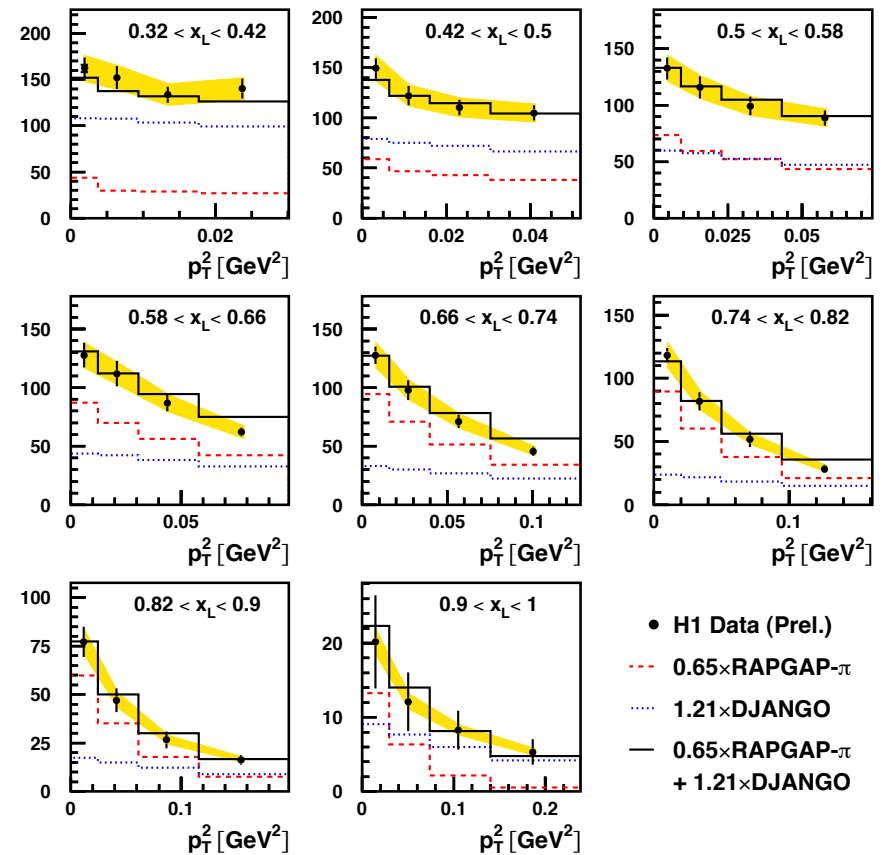 0.32 < x_L < 0.42
200
150
100
50
0
0 0.02
p_T^2 [GeV^2]
0.42 < x_L < 0.5
200
150
100
50
0
0 0.02 0.04
p_T^2 [GeV^2]
0.5 < x_L < 0.58
150
100
50
0
0 0.025 0.05
p_T^2 [GeV^2]
0.58 < x_L < 0.66
150
100
50
0
0 0.05
p_T^2 [GeV^2]
0.66 < x_L < 0.74
150
100
50
0
0 0.05 0.1
p_T^2 [GeV^2]
0.74 < x_L < 0.82
150
100
50
0
0 0.1
p_T^2 [GeV^2]
0.82 < x_L < 0.9
100
75
50
25
0
0.1
p_T^2 [GeV^2]
0.9 < x_L < 1
20
10
0
0 0.1 0.2
p_T^2 [GeV^2]
H1 Data (Prel.)
0.65×RAPGAP-π
1.21×DJANGO
0.65×RAPGAP-π
+ 1.21×DJANGO